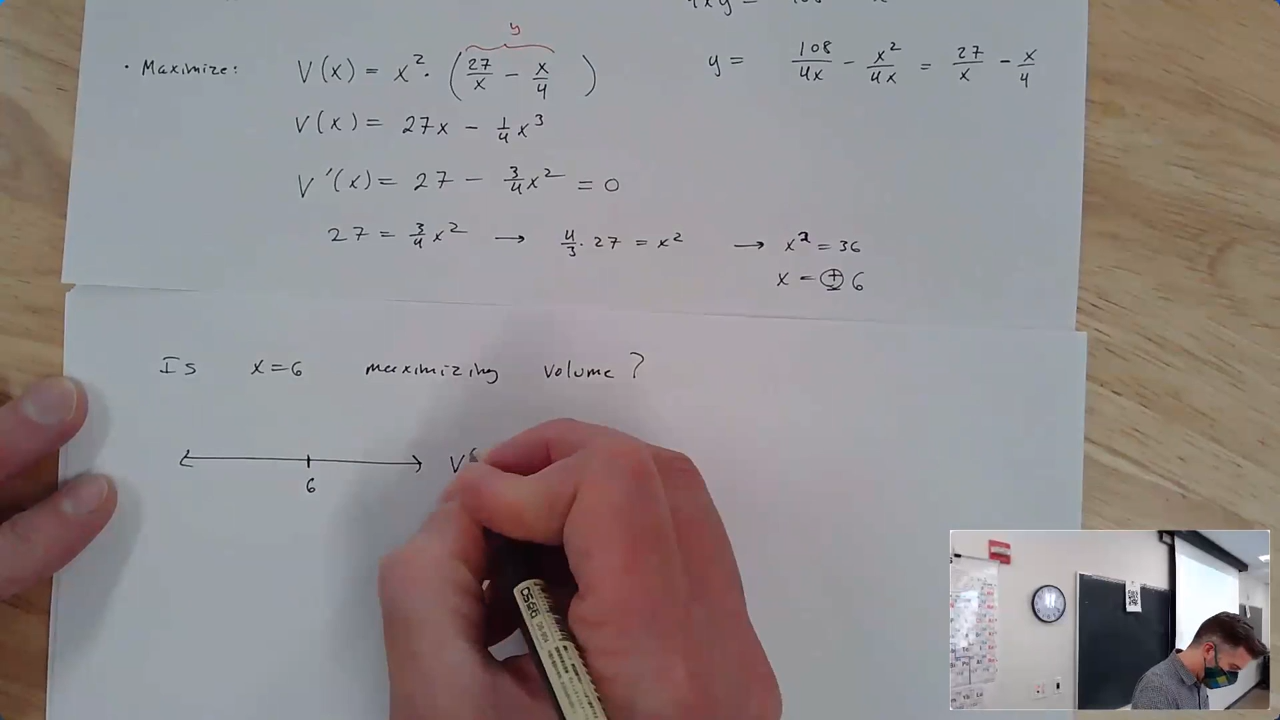 • Maximize: V(x) = x² · (27/x − x/4)
y
y = 108/4x − x²/4x = 27/x − x/4
V(x) = 27x − 1/4 x³
V'(x) = 27 − 3/4 x² = 0
27 = 3/4 x² → 4/3 · 27 = x² → x² = 36
x = ± 6
Is x=6 maximizing volume?
6
V